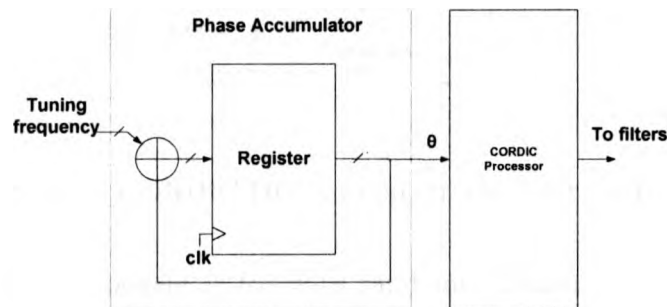 Phase Accumulator
Tuning
frequency
Register
clk
θ
CORDIC
Processor
To filters